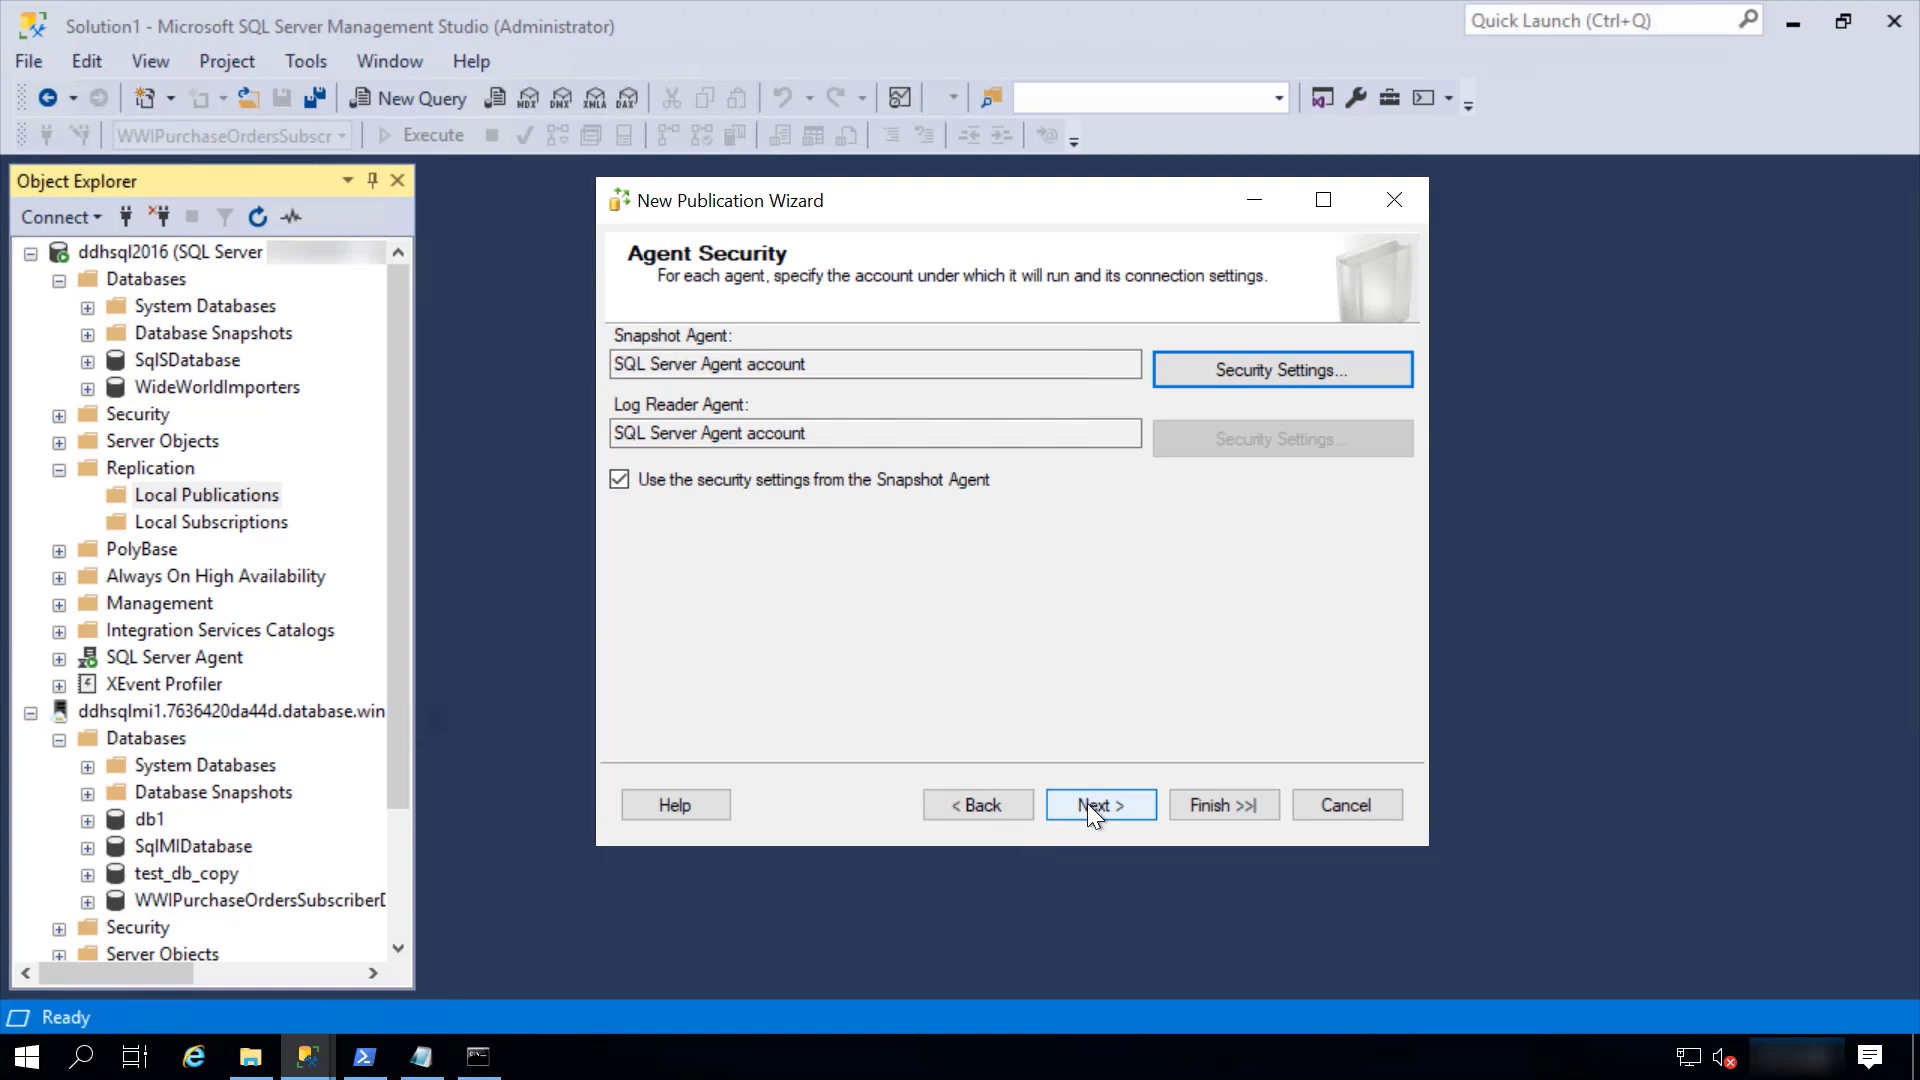 Solution1 - Microsoft SQL Server Management Studio (Administrator)
Quick Launch (Ctrl+Q)
File Edit View Project Tools Window Help
New Query MDX DMX XMLA DAX
WWIPurchaseOrdersSubscr Execute
Object Explorer
Connect
ddhsql2016 (SQL Server
Databases
System Databases
Database Snapshots
SqlSDatabase
WideWorldImporters
Security
Server Objects
Replication
Local Publications
Local Subscriptions
PolyBase
Always On High Availability
Management
Integration Services Catalogs
SQL Server Agent
XEvent Profiler
ddhsqlmi1.7636420da44d.database.win
Databases
System Databases
Database Snapshots
db1
SqlMIDatabase
test_db_copy
WWIPurchaseOrdersSubscriberD
Security
Server Objects
New Publication Wizard
Agent Security
For each agent, specify the account under which it will run and its connection settings.
Snapshot Agent:
SQL Server Agent account
Security Settings...
Log Reader Agent:
SQL Server Agent account
Security Settings...
Use the security settings from the Snapshot Agent
Help
< Back
Next >
Finish >>|
Cancel
Ready